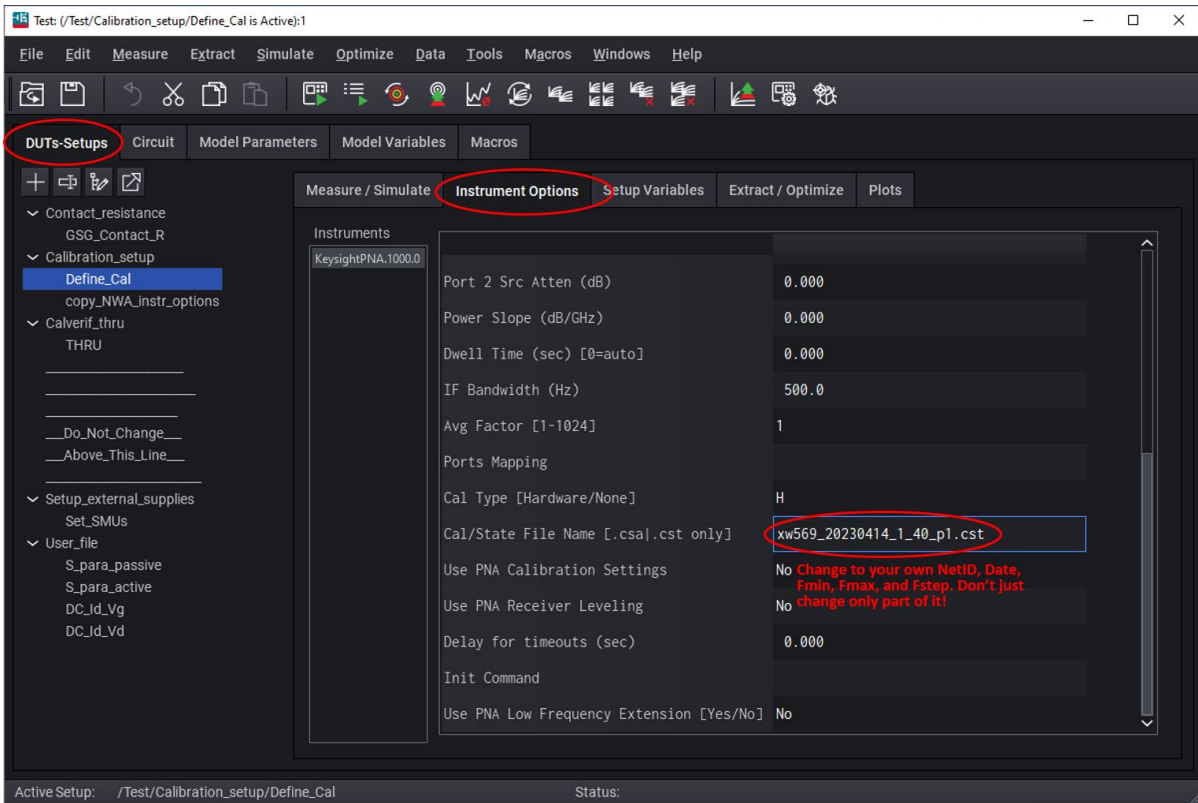 Test: (/Test/Calibration_setup/Define_Cal is Active):1
File Edit Measure Extract Simulate Optimize Data Tools Macros Windows Help
DUTs-Setups Circuit Model Parameters Model Variables Macros
Measure / Simulate Instrument Options Setup Variables Extract / Optimize Plots
Contact_resistance
GSG_Contact_R
Calibration_setup
Define_Cal
copy_NWA_instr_options
Calverif_thru
THRU
__Do_Not_Change__
__Above_This_Line__
Setup_external_supplies
Set_SMUs
User_file
S_para_passive
S_para_active
DC_Id_Vg
DC_Id_Vd
Instruments
KeysightPNA.1000.0
Port 2 Src Atten (dB) 0.000
Power Slope (dB/GHz) 0.000
Dwell Time (sec) [0=auto] 0.000
IF Bandwidth (Hz) 500.0
Avg Factor [1-1024] 1
Ports Mapping
Cal Type [Hardware/None] H
Cal/State File Name [.csa|.cst only] xw569_20230414_1_40_p1.cst
Use PNA Calibration Settings No
Change to your own NetID, Date,
Fmin, Fmax, and Fstep. Don't just
change only part of it!
Use PNA Receiver Leveling No
Delay for timeouts (sec) 0.000
Init Command
Use PNA Low Frequency Extension [Yes/No] No
Active Setup: /Test/Calibration_setup/Define_Cal Status: